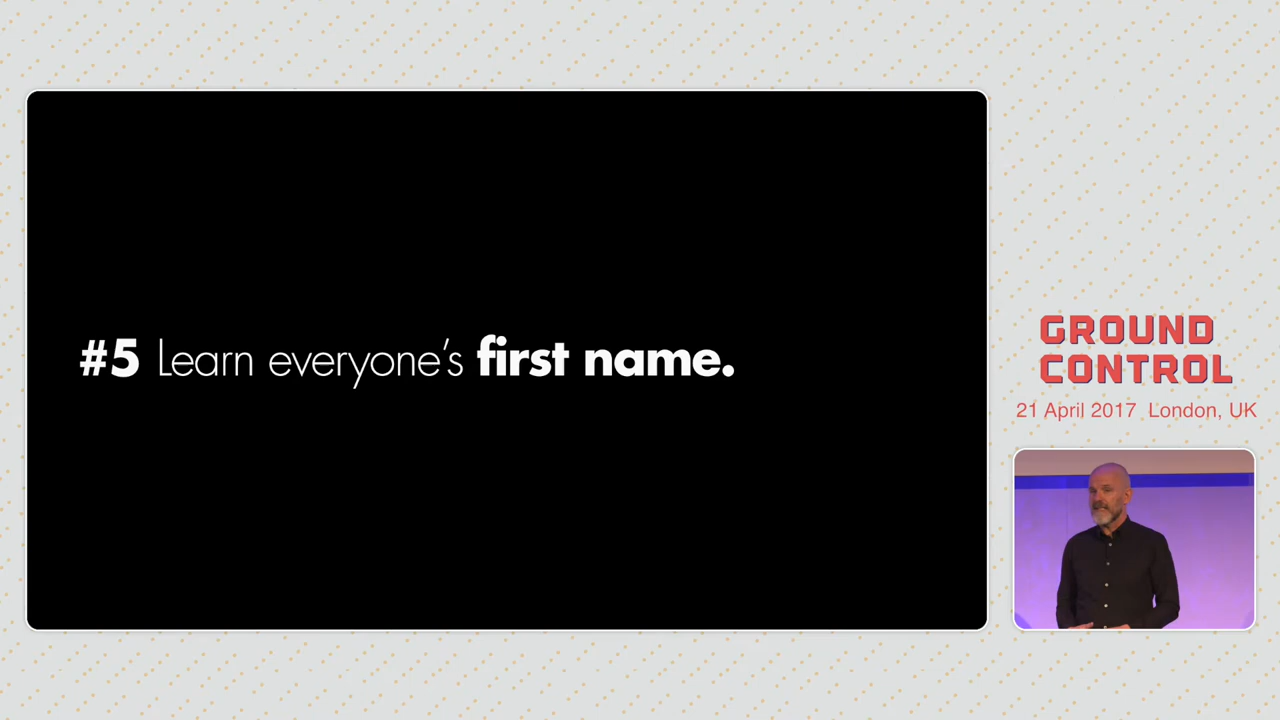 #5 Learn everyone's first name.
GROUND
CONTROL
21 April 2017 London, UK